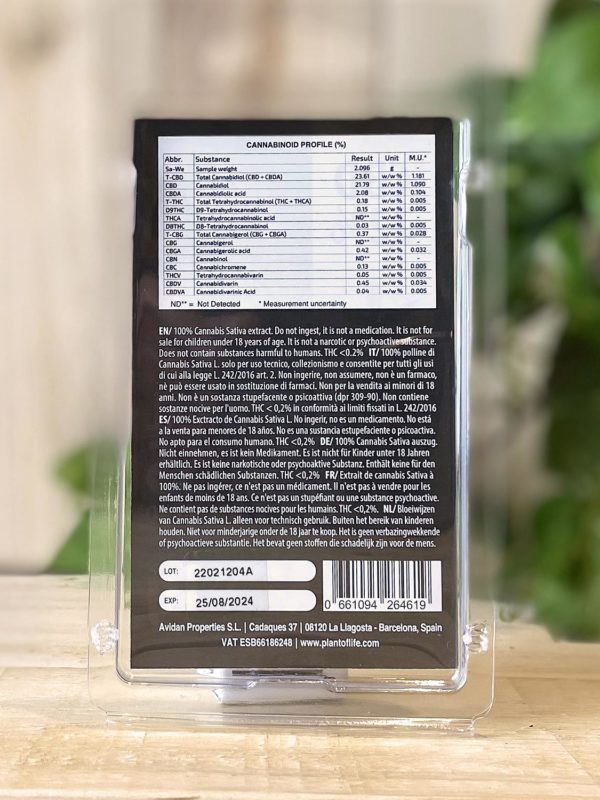 CANNABINOID PROFILE (%)
Abbr. Substance Result Unit M.U.*
Sa-We Sample weight 2.096 g -
T-CBD Total Cannabidiol (CBD + CBDA) 23.61 w/w % 1.181
CBD Cannabidiol 21.79 w/w % 1.090
CBDA Cannabidiolic acid 2.08 w/w % 0.104
T-THC Total Tetrahydrocannabinol (THC + THCA) 0.18 w/w % 0.005
D9THC D9-Tetrahydrocannabinol 0.15 w/w % 0.005
THCA Tetrahydrocannabinolic acid ND** w/w % -
D8THC D8-Tetrahydrocannabinol 0.03 w/w % 0.005
T-CBG Total Cannabigerol (CBG + CBGA) 0.37 w/w % 0.028
CBG Cannabigerol ND** w/w % -
CBGA Cannabigerolic acid 0.42 w/w % 0.032
CBN Cannabinol ND** w/w % -
CBC Cannabichromene 0.13 w/w % 0.005
THCV Tetrahydrocannabivarin 0.05 w/w % 0.005
CBDV Cannabidivarin 0.45 w/w % 0.034
CBDVA Cannabidivarinic Acid 0.04 w/w % 0.005
ND** = Not Detected * Measurement uncertainty
EN/ 100% Cannabis Sativa extract. Do not ingest, it is not a medication. It is not for
sale for children under 18 years of age. It is not a narcotic or psychoactive substance.
Does not contain substances harmful to humans. THC <0.2% IT/ 100% polline di
Cannabis Sativa L. solo per uso tecnico, collezionismo e consentite per tutti gli usi
di cui alla legge L. 242/2016 art. 2. Non ingerire, non assumere, non è un farmaco,
nè può essere usato in sostituzione di farmaci. Non per la vendita ai minori di 18
anni. Non è un sostanza stupefacente o psicoattiva (dpr 309-90). Non contiene
sostanze nocive per l'uomo. THC < 0,2% in conformità ai limiti fissati in L. 242/2016
ES/ 100% Exctracto de Cannabis Sativa L. No ingerir, no es un medicamento. No está
a la venta para menores de 18 años. No es una sustancia estupefaciente o psicoactiva.
No apto para el consumo humano. THC <0,2% DE/ 100% Cannabis Sativa auszug.
Nicht einnehmen, es ist kein Medikament. Es ist nicht für Kinder unter 18 Jahren
erhältlich. Es ist keine narkotische oder psychoaktive Substanz. Enthält keine für den
Menschen schädlichen Substanzen. THC <0,2% FR/ Extrait de cannabis Sativa à
100%. Ne pas ingérer, ce n'est pas un médicament. Il n'est pas à vendre pour les
enfants de moins de 18 ans. Ce n'est pas un stupéfiant ou une substance psychoactive.
Ne contient pas de substances nocives pour les humains. THC <0,2%. NL/ Bloeiwijzen
van Cannabis Sativa L. alleen voor technisch gebruik. Buiten het bereik van kinderen
houden. Niet voor minderjarige onder de 18 jaar te koop. Het is geen verbazingwekkende
of psychoactieve substantie. Het bevat geen stoffen die schadelijk zijn voor de mens.
LOT: 22021204A
EXP: 25/08/2024
0 661094 264619
Avidan Properties S.L. | Cadaques 37 | 08120 La Llagosta - Barcelona, Spain
VAT ESB66186248 | www.plantoflife.com